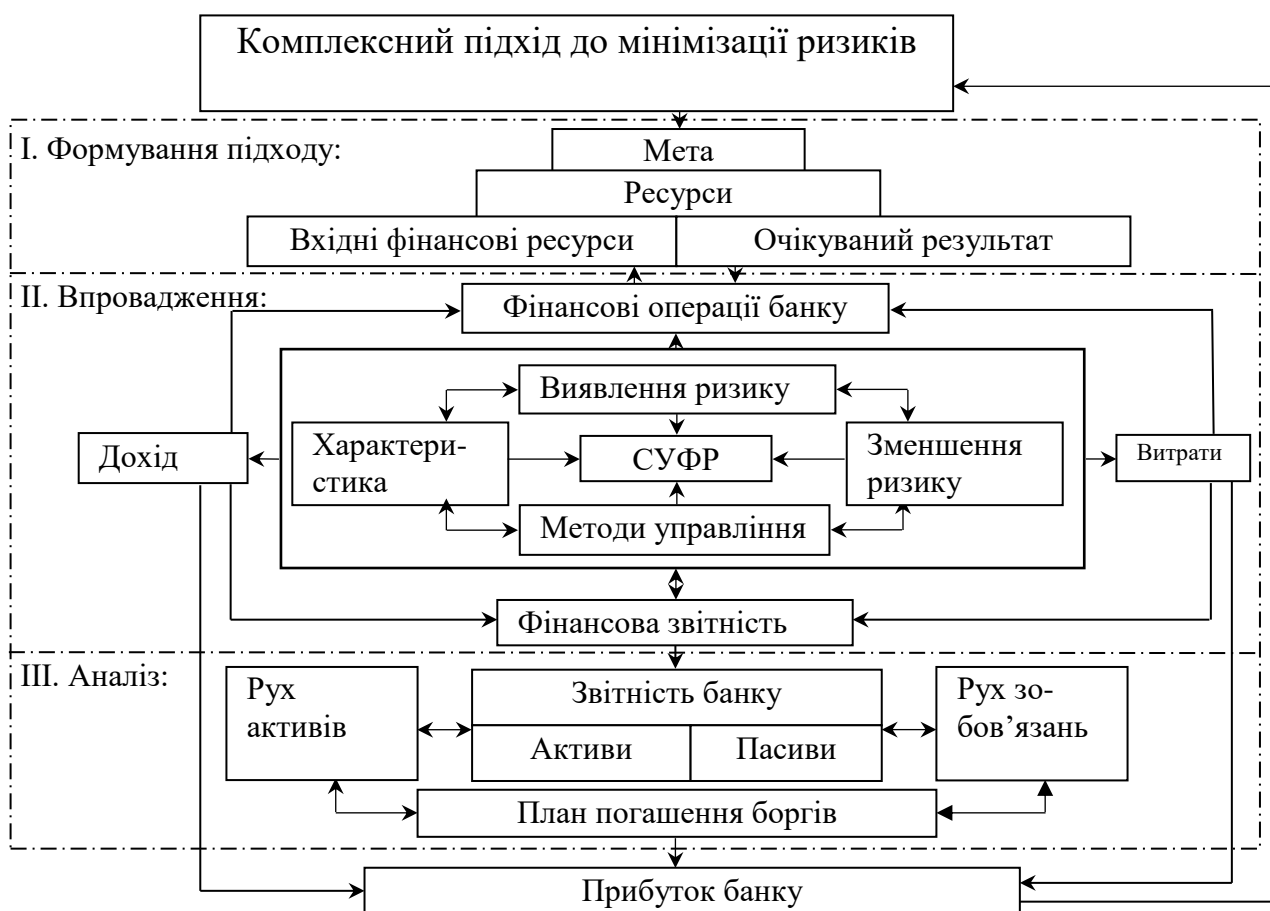 Комплексний підхід до мінімізації ризиків
І. Формування підходу:
Мета
Ресурси
Вхідні фінансові ресурси
Очікуваний результат
ІІ. Впровадження:
Фінансові операції банку
Виявлення ризику
Дохід
Характери-
стика
СУФР
Зменшення
ризику
Витрати
Методи управління
Фінансова звітність
ІІІ. Аналіз:
Рух
активів
Звітність банку
Активи
Пасиви
Рух зо-
бов’язань
План погашення боргів
Прибуток банку